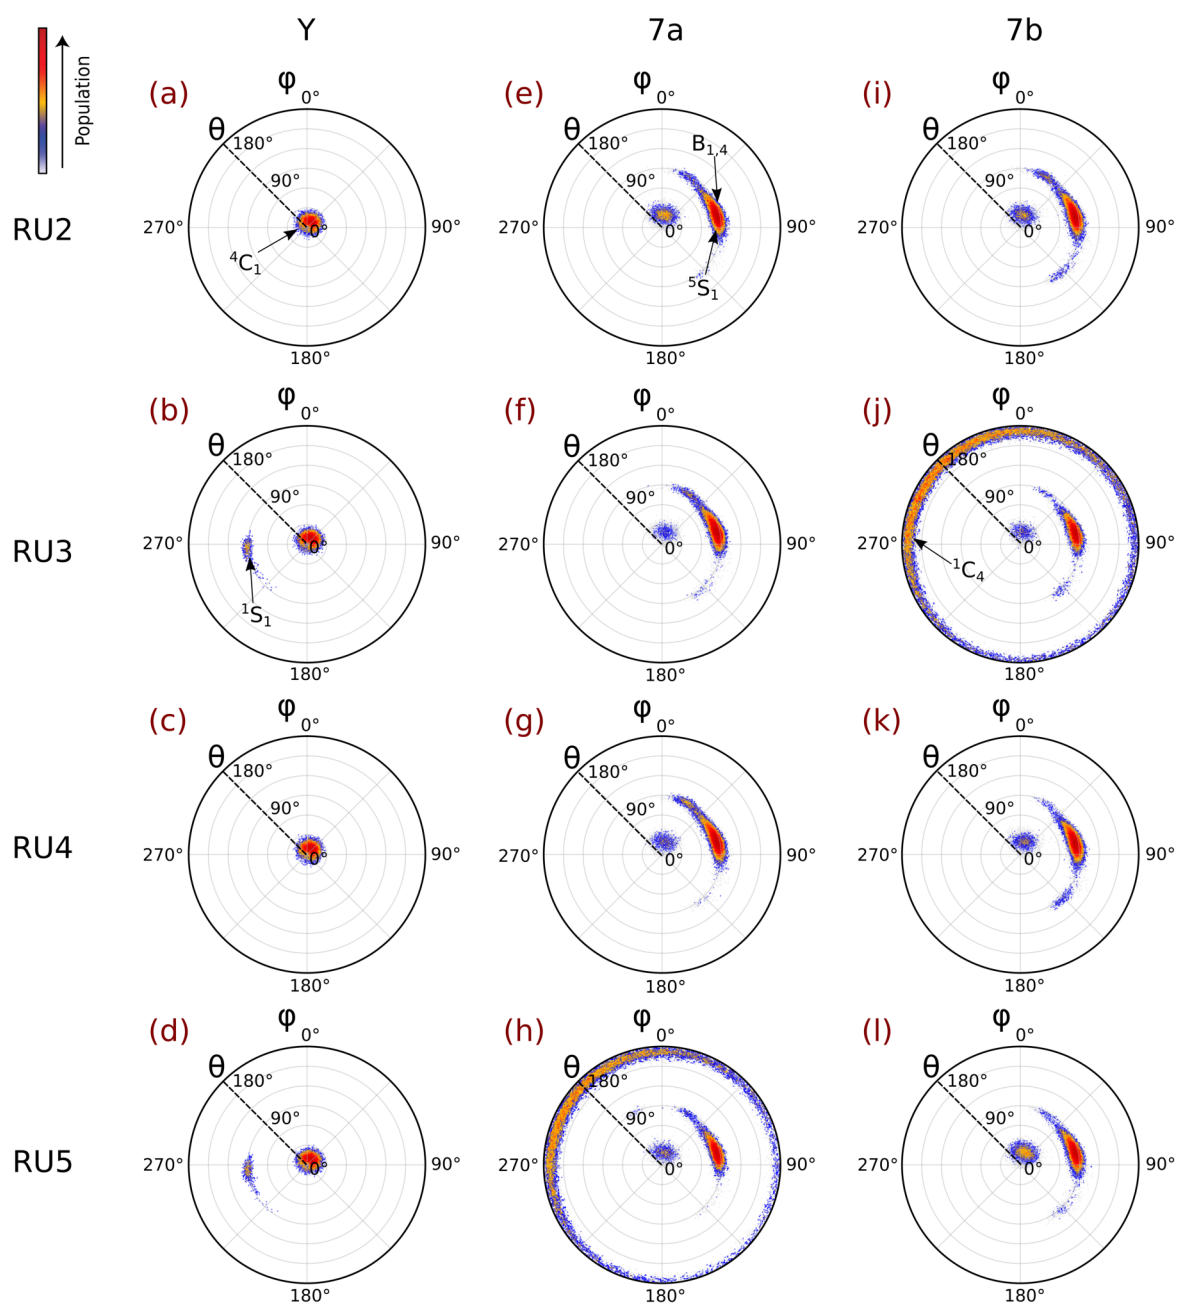 Y 7a 7b
Population
RU2
(a) φ 0° θ 180° 90° 0° 270° 90° 180° ⁴C₁
(e) φ 0° θ 180° 90° 0° 270° 90° 180° B₁,₄ ⁵S₁
(i) φ 0° θ 180° 90° 0° 270° 90° 180°
RU3
(b) φ 0° θ 180° 90° 0° 270° 90° 180° ¹S₁
(f) φ 0° θ 180° 90° 0° 270° 90° 180°
(j) φ 0° θ 180° 90° 0° 270° 90° 180° ¹C₄
RU4
(c) φ 0° θ 180° 90° 0° 270° 90° 180°
(g) φ 0° θ 180° 90° 0° 270° 90° 180°
(k) φ 0° θ 180° 90° 0° 270° 90° 180°
RU5
(d) φ 0° θ 180° 90° 0° 270° 90° 180°
(h) φ 0° θ 180° 90° 0° 270° 90° 180°
(l) φ 0° θ 180° 90° 0° 270° 90° 180°